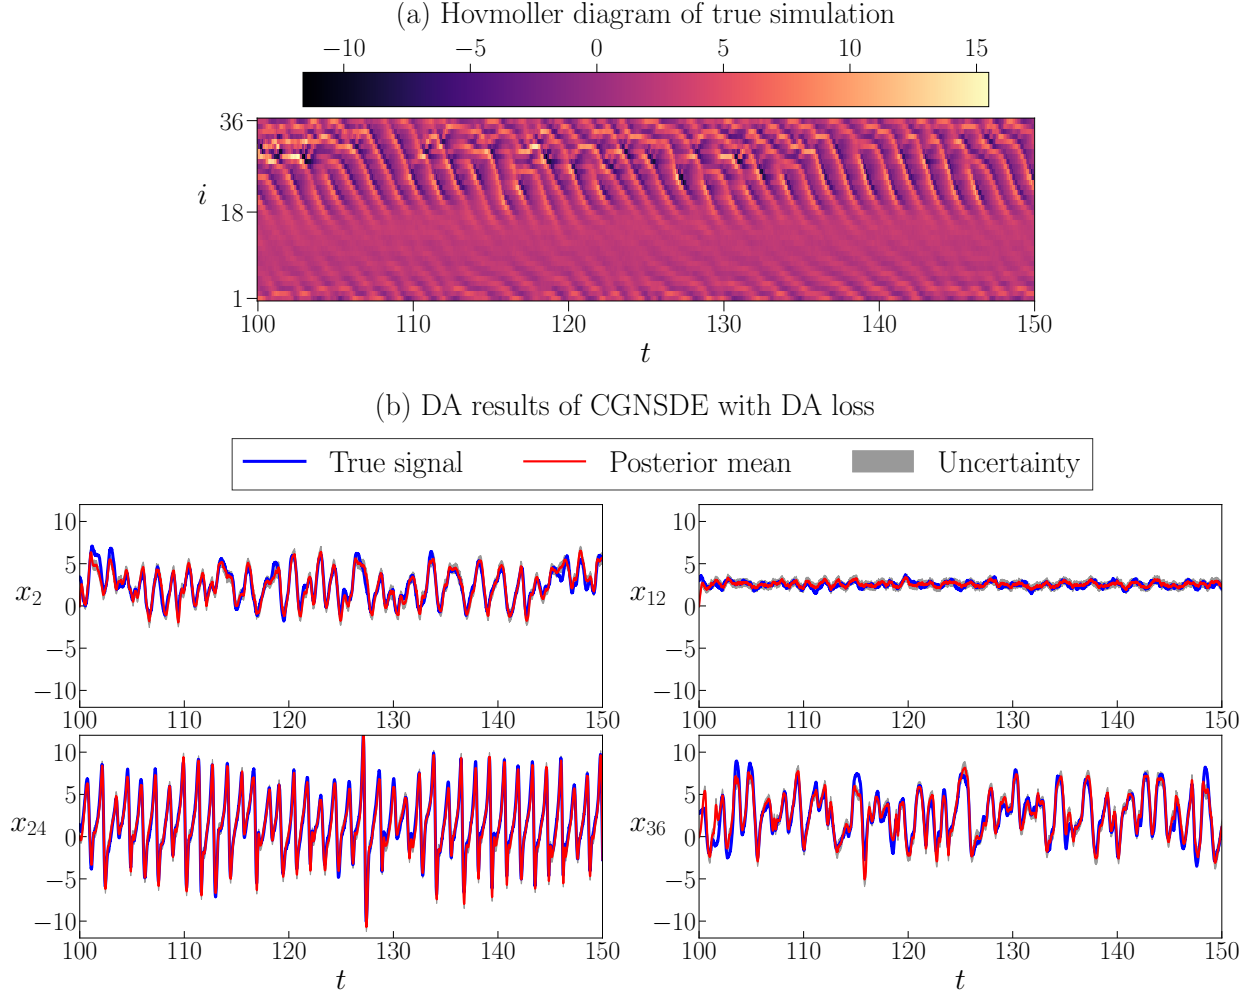 (a) Hovmoller diagram of true simulation
−10 −5 0 5 10 15
36
i
18
1
100 110 120 130 140 150
t
(b) DA results of CGNSDE with DA loss
True signal Posterior mean Uncertainty
10 10
5 5
x2 x12
0 0
−5 −5
−10 −10
100 110 120 130 140 150 100 110 120 130 140 150
10 10
5 5
x24 x36
0 0
−5 −5
−10 −10
100 110 120 130 140 150 100 110 120 130 140 150
t t